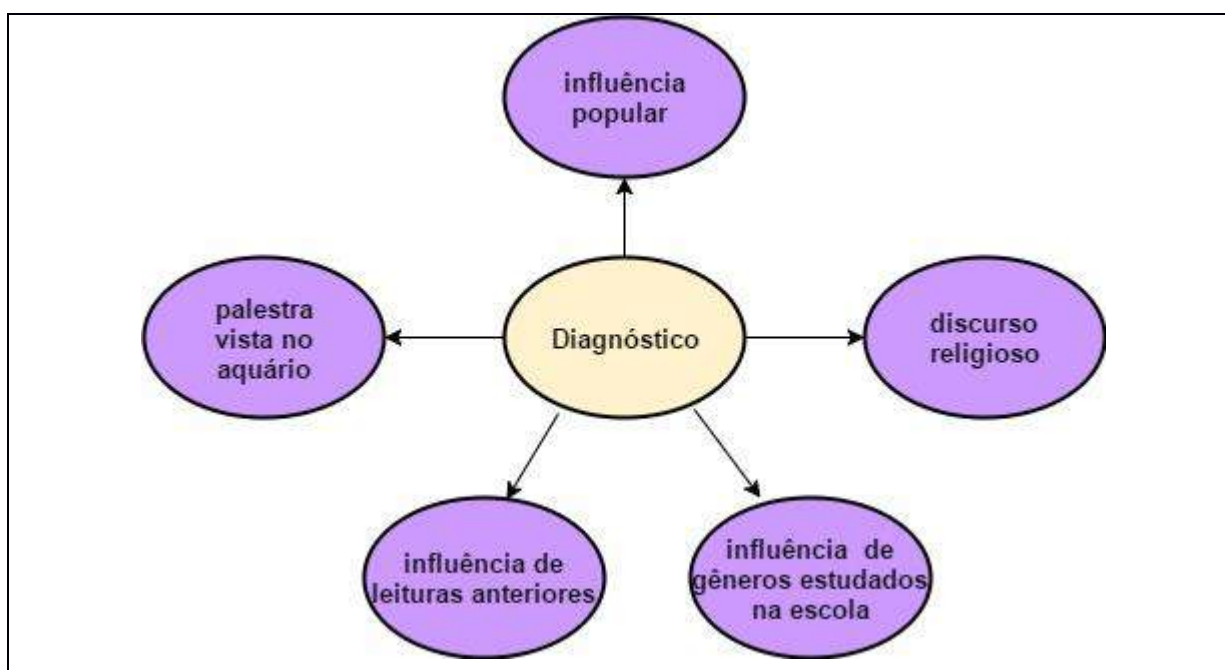 influência
popular
palestra
vista no
aquário
Diagnóstico
discurso
religioso
influência de
leituras anteriores
influência de
gêneros estudados
na escola